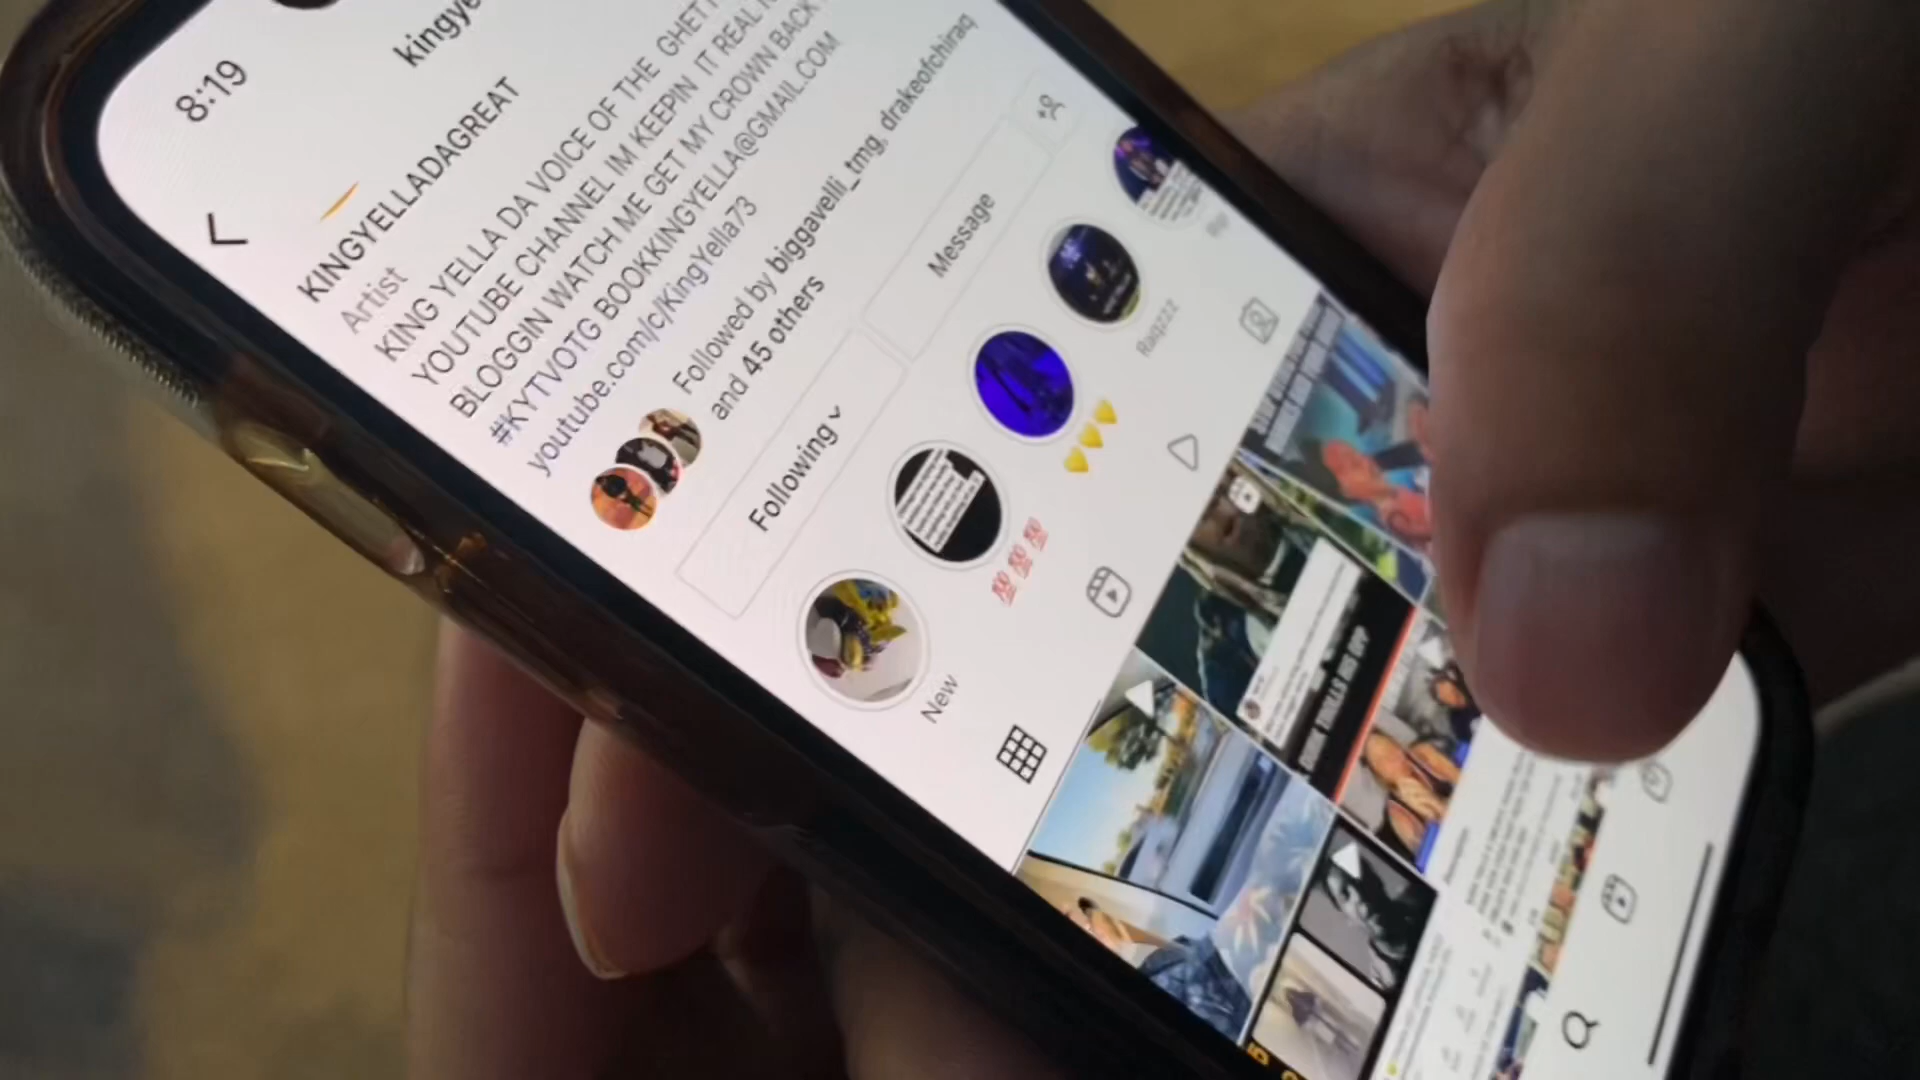 8:19
kingye
KINGYELLADAGREAT
Artist
KING YELLA DA VOICE OF THE GHET
YOUTUBE CHANNEL IM KEEPIN IT REAL
BLOGGIN WATCH ME GET MY CROWN BACK
#KYTVOTG BOOKKINGYELLA@GMAIL.COM
youtube.com/c/KingYella73
Followed by biggavelli_tmg, drakeofchiraq
and 45 others
Following
Message
New
💯💯💯
💛💛💛
Raqzzz